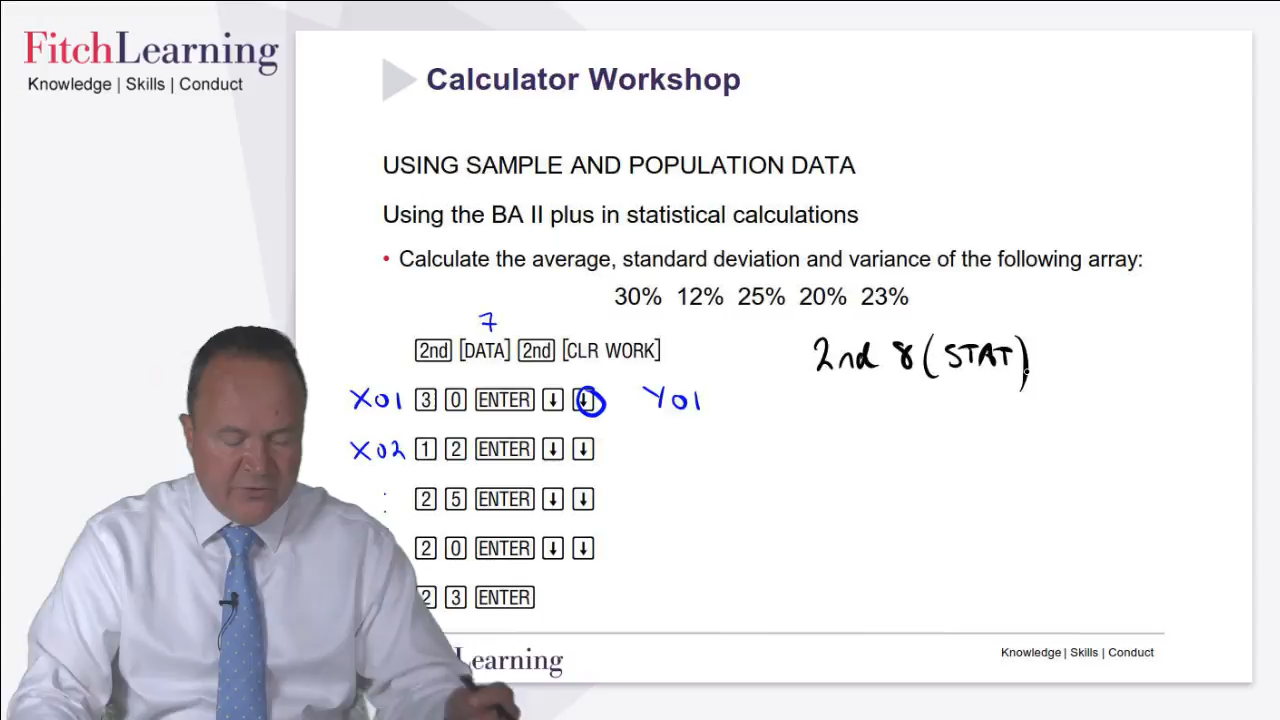 FitchLearning
Knowledge | Skills | Conduct
Calculator Workshop
USING SAMPLE AND POPULATION DATA
Using the BA II plus in statistical calculations
• Calculate the average, standard deviation and variance of the following array:
30% 12% 25% 20% 23%
7
2nd [DATA] 2nd [CLR WORK]
2nd 8 (STAT)
X01 3 0 ENTER ↓ ↓ Y01
X02 1 2 ENTER ↓ ↓
: 2 5 ENTER ↓ ↓
2 0 ENTER ↓ ↓
2 3 ENTER
Learning
Knowledge | Skills | Conduct